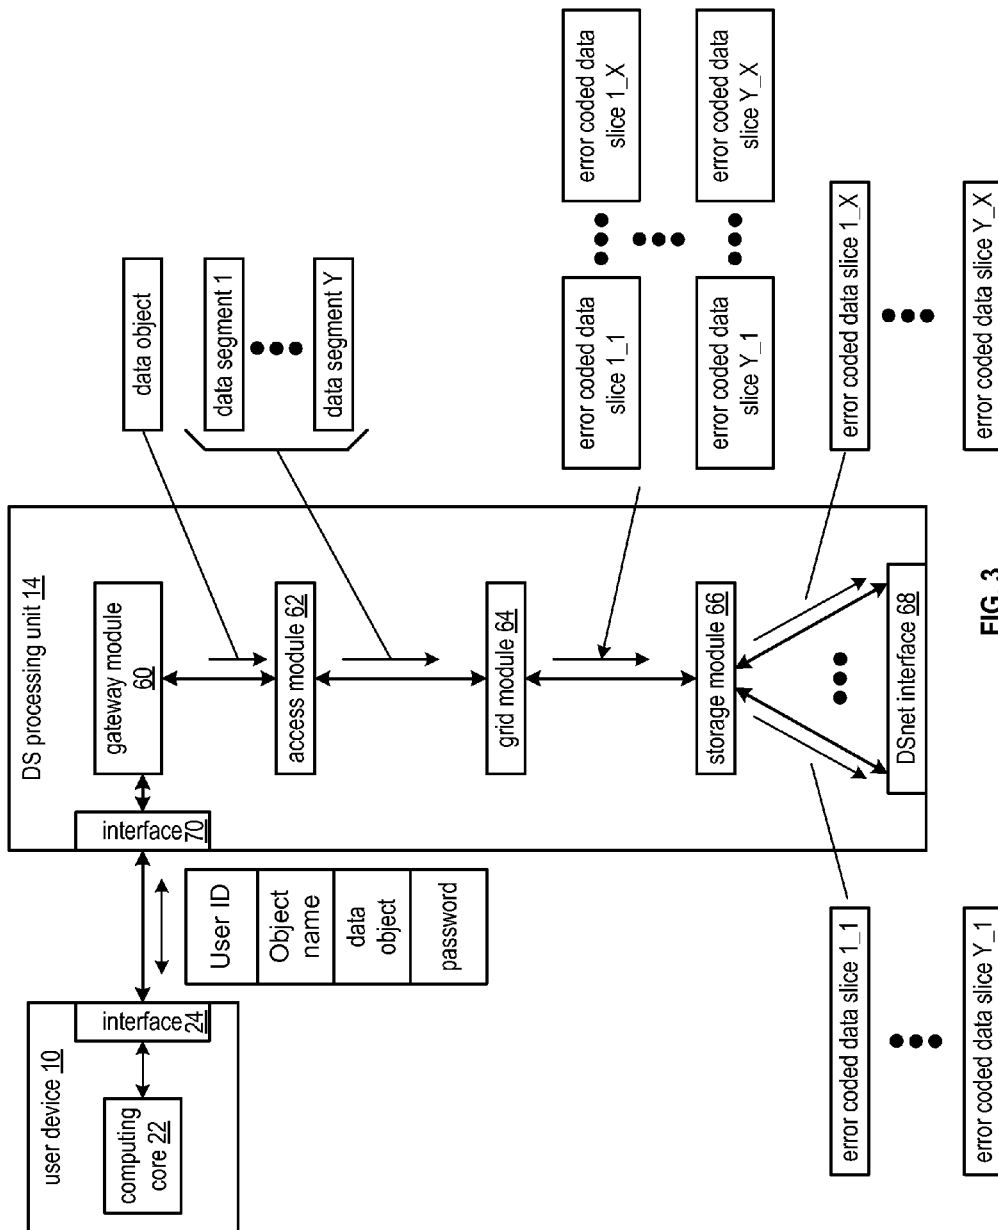 user device 10
computing
core 22
interface 24
User ID
Object
name
data
object
password
DS processing unit 14
interface 70
gateway module
60
access module 62
grid module 64
storage module 66
DSnet interface 68
data object
data segment 1
data segment Y
error coded data
slice 1_1
error coded data
slice 1_X
error coded data
slice Y_1
error coded data
slice Y_X
error coded data slice 1_1
error coded data slice Y_1
error coded data slice 1_X
error coded data slice Y_X
FIG. 3